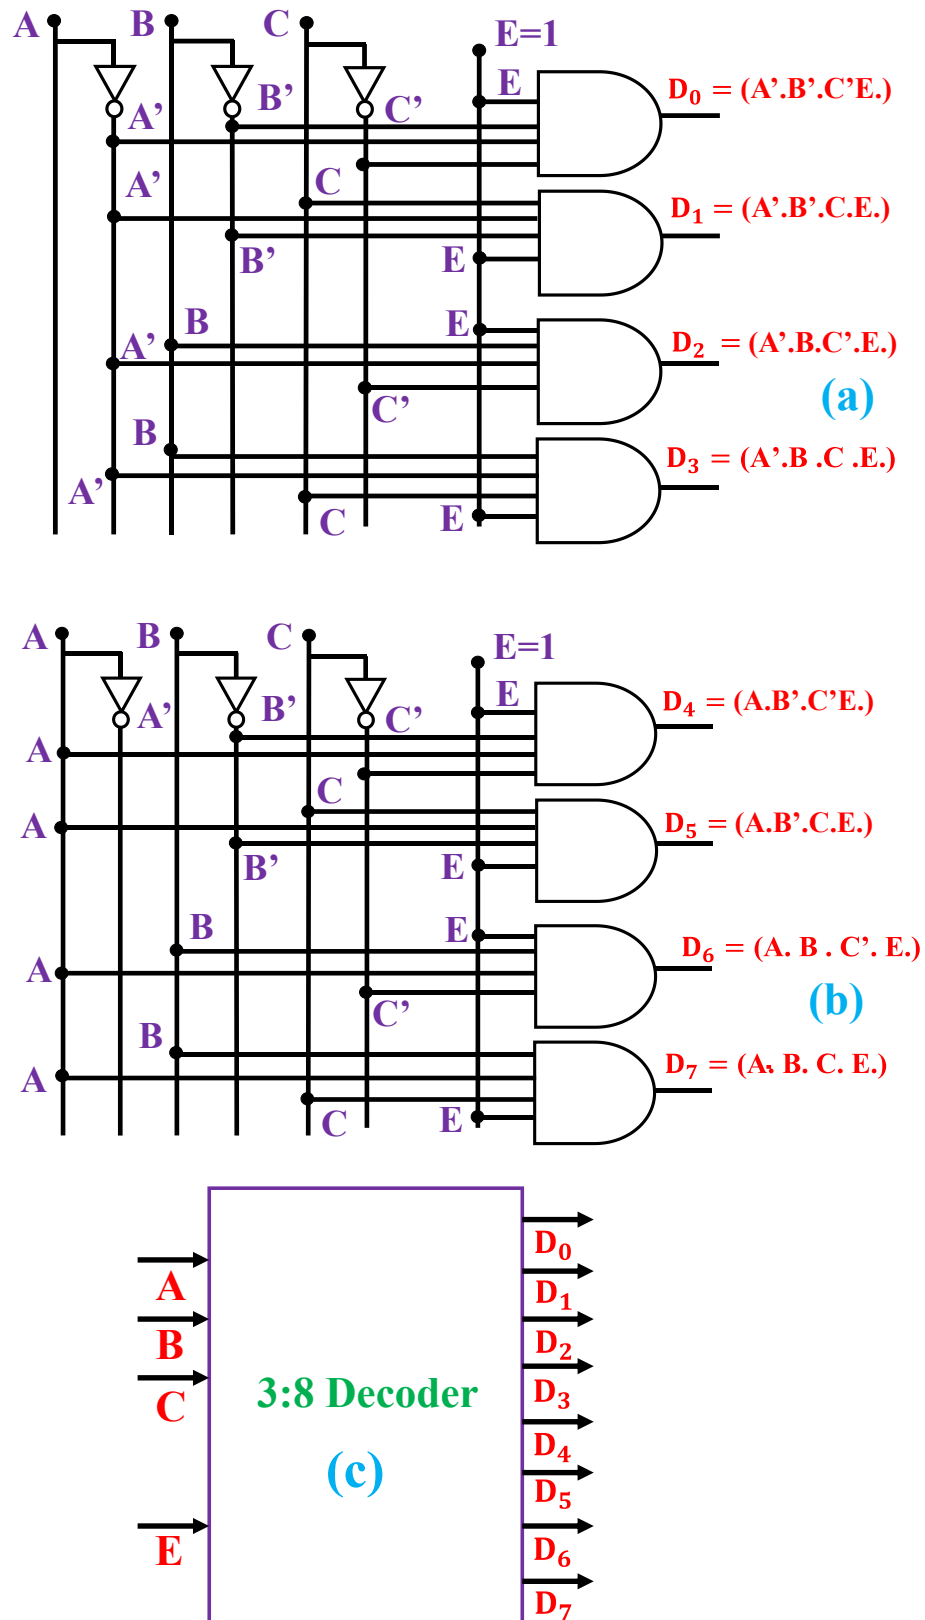 A B C E=1
E D₀ = (A’.B’.C’E.)
A’ B’ C’
A’ C D₁ = (A’.B’.C.E.)
B’ E
B E D₂ = (A’.B.C’.E.)
A’
C’ (a)
B D₃ = (A’.B .C .E.)
A’ C E
A B C E=1
E D₄ = (A.B’.C’E.)
A’ B’ C’
A
C D₅ = (A.B’.C.E.)
A
B’ E
B E D₆ = (A. B . C’. E.)
A
C’ (b)
B D₇ = (A. B. C. E.)
A
C E
D₀
A D₁
B D₂
C 3:8 Decoder D₃
D₄
(c) D₅
E D₆
D₇